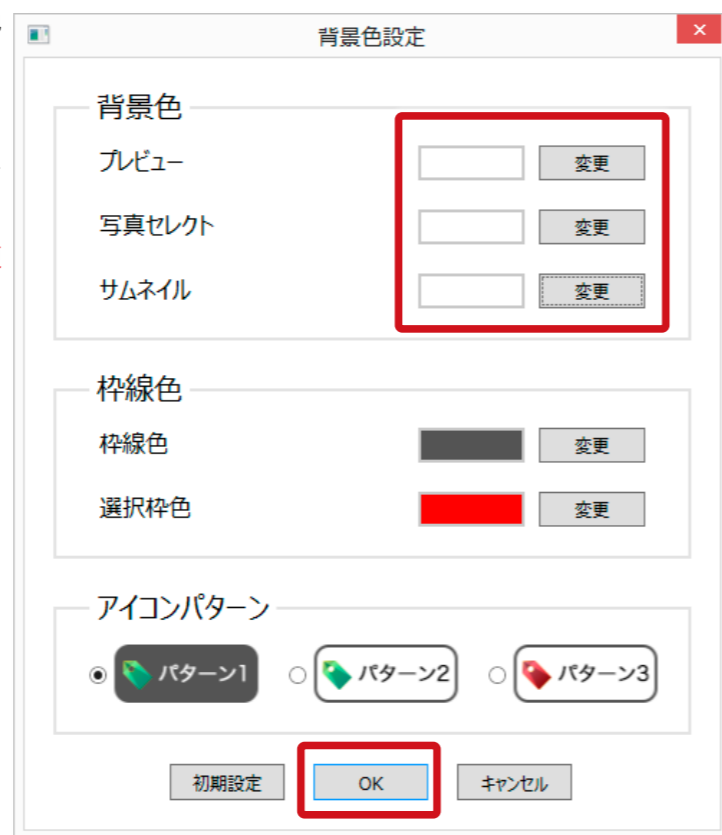 背景色設定
背景色
プレビュー 変更
写真セレクト 変更
サムネイル 変更
枠線色
枠線色 変更
選択枠色 変更
アイコンパターン
パターン1 パターン2 パターン3
初期設定 OK キャンセル